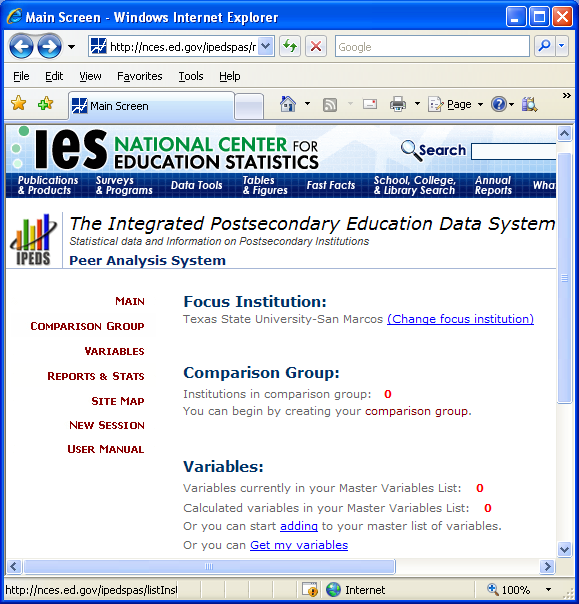 Main Screen - Windows Internet Explorer
http://nces.ed.gov/ipedspas/r
Google
File Edit View Favorites Tools Help
Main Screen
Page
ies NATIONAL CENTER FOR EDUCATION STATISTICS
Search
Publications & Products
Surveys & Programs
Data Tools
Tables & Figures
Fast Facts
School, College, & Library Search
Annual Reports
Wha
IPEDS
The Integrated Postsecondary Education Data System
Statistical data and Information on Postsecondary Institutions
Peer Analysis System
MAIN
COMPARISON GROUP
VARIABLES
REPORTS & STATS
SITE MAP
NEW SESSION
USER MANUAL
Focus Institution:
Texas State University-San Marcos (Change focus institution)
Comparison Group:
Institutions in comparison group: 0
You can begin by creating your comparison group.
Variables:
Variables currently in your Master Variables List: 0
Calculated variables in your Master Variables List: 0
Or you can start adding to your master list of variables.
Or you can Get my variables
http://nces.ed.gov/ipedspas/listInst
Internet
100%